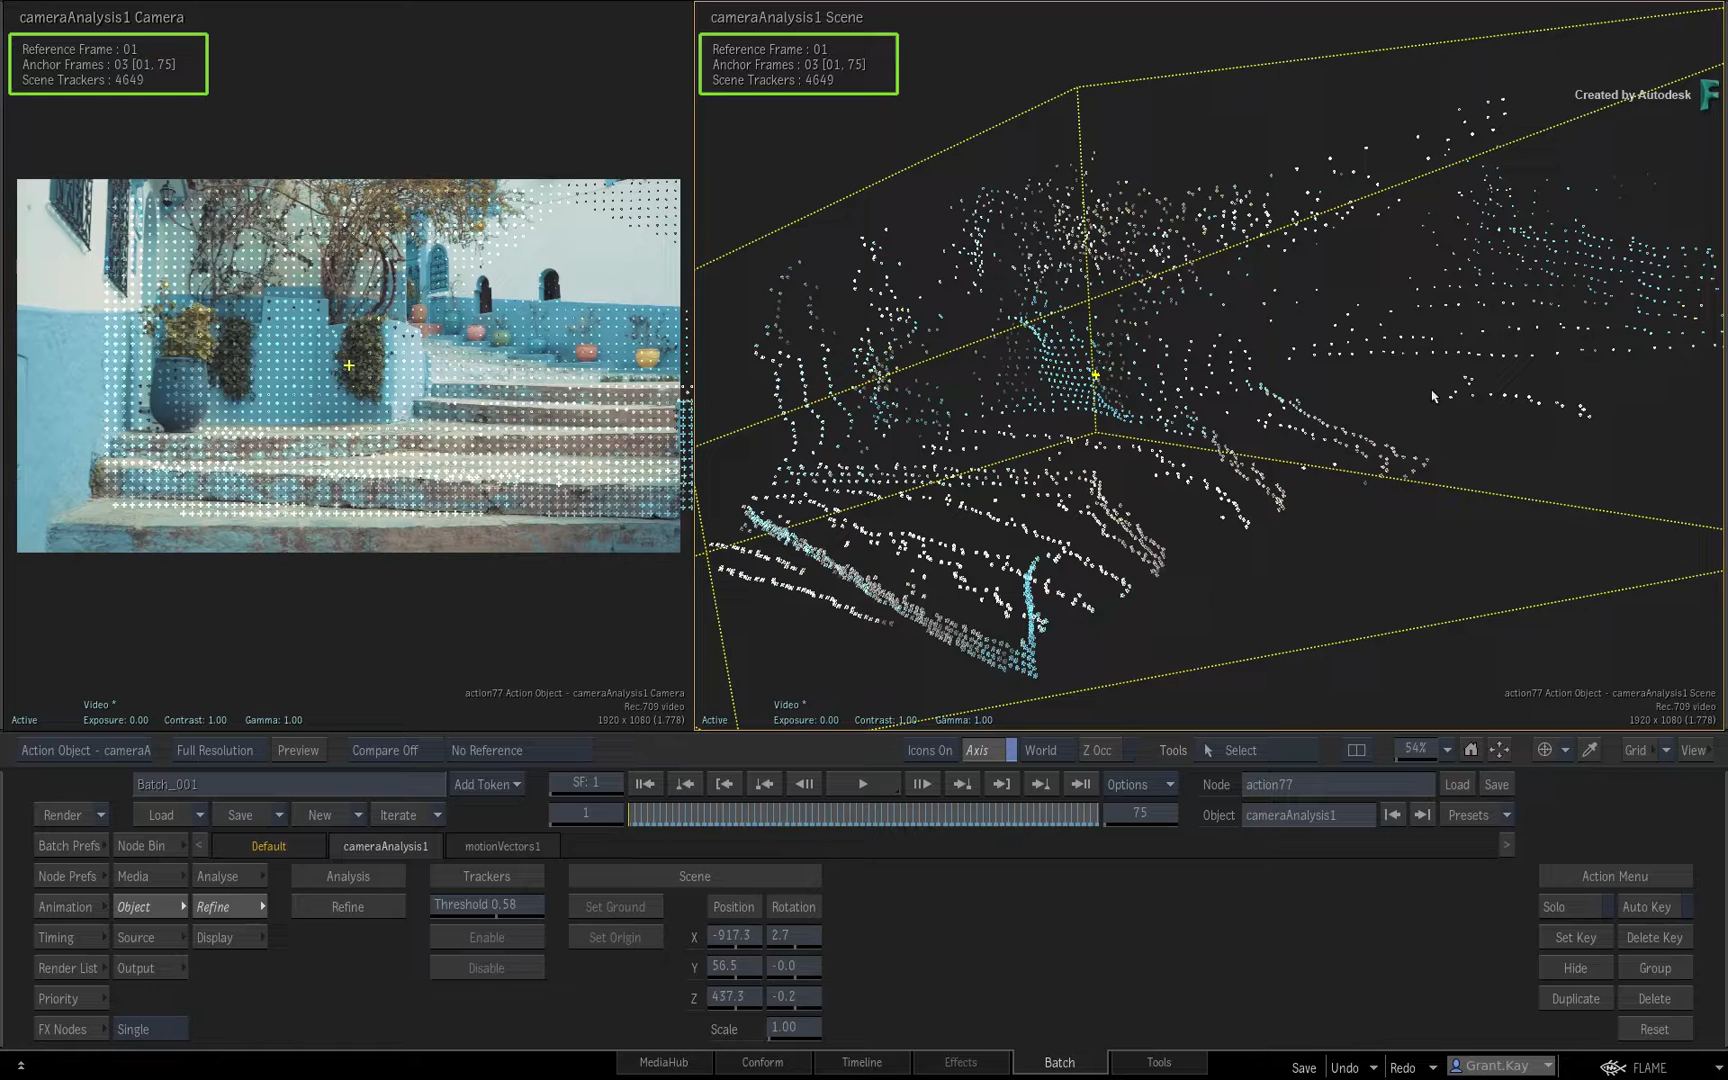 cameraAnalysis1 Camera
Reference Frame : 01
Anchor Frames : 03 [01, 75]
Scene Trackers : 4649
cameraAnalysis1 Scene
Reference Frame : 01
Anchor Frames : 03 [01, 75]
Scene Trackers : 4649
Created by Autodesk
action77 Action Object - cameraAnalysis1 Camera
Video *
Rec.709 video
Active
Exposure: 0.00
Contrast: 1.00
Gamma: 1.00
1920 x 1080 (1.778)
action77 Action Object - cameraAnalysis1 Scene
Video *
Rec.709 video
Active
Exposure: 0.00
Contrast: 1.00
Gamma: 1.00
1920 x 1080 (1.778)
Action Object - cameraA
Full Resolution
Preview
Compare Off
No Reference
Icons On
Axis
World
Z Occ
Tools
Select
54%
Grid
View
Batch_001
Add Token
SF: 1
Options
Node
action77
Load
Save
Render
Load
Save
New
Iterate
1
75
Object
cameraAnalysis1
Presets
Batch Prefs
Node Bin
<
Default
cameraAnalysis1
motionVectors1
>
Node Prefs
Media
Analyse
Analysis
Trackers
Scene
Action Menu
Animation
Object
Refine
Refine
Threshold 0.58
Set Ground
Position
Rotation
Solo
Auto Key
Timing
Source
Display
Enable
Set Origin
X
-917.3
2.7
Set Key
Delete Key
Render List
Output
Disable
Y
56.5
-0.0
Hide
Group
Priority
Z
437.3
-0.2
Duplicate
Delete
FX Nodes
Single
Scale
1.00
Reset
MediaHub
Conform
Timeline
Effects
Batch
Tools
Save
Undo
Redo
Grant.Kay
FLAME